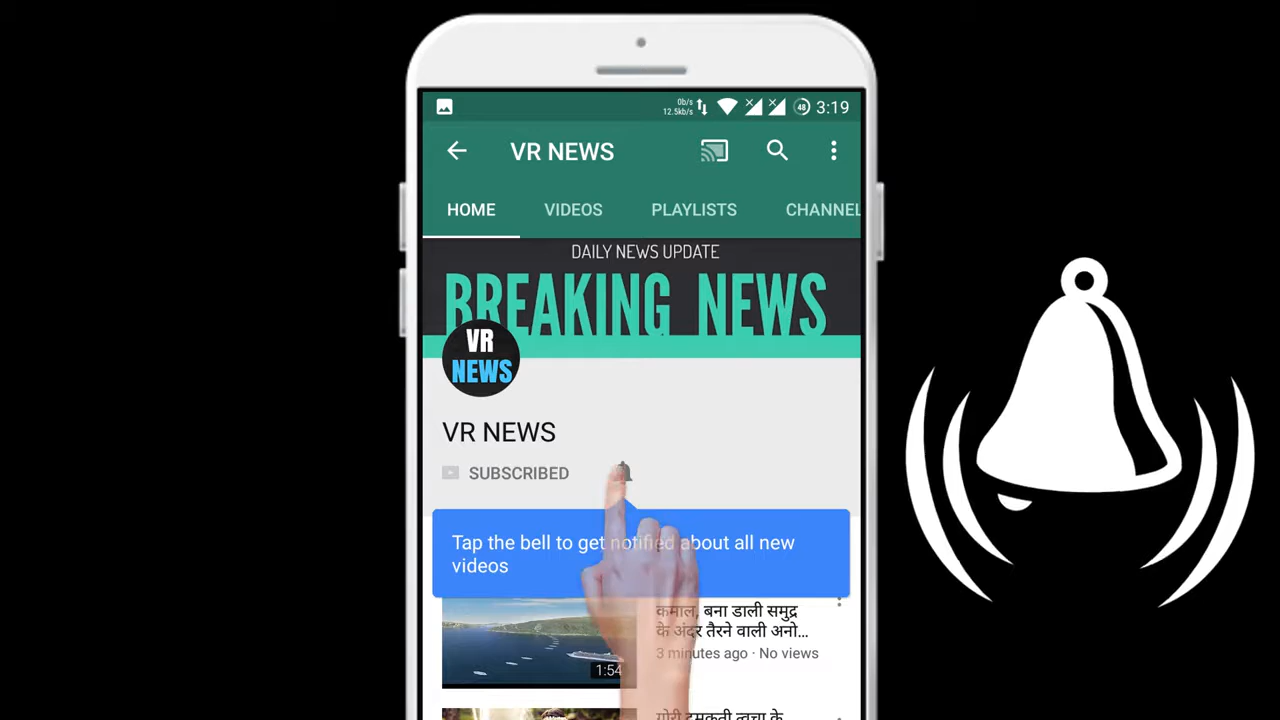 0b/s
12.5kb/s
48
3:19
VR NEWS
HOME VIDEOS PLAYLISTS CHANNEL
DAILY NEWS UPDATE
BREAKING NEWS
VR
NEWS
VR NEWS
SUBSCRIBED
Tap the bell to get notified about all new
videos
कमाल, बना डाली समुद्र
के अंदर तैरने वाली अनो...
3 minutes ago · No views
1:54